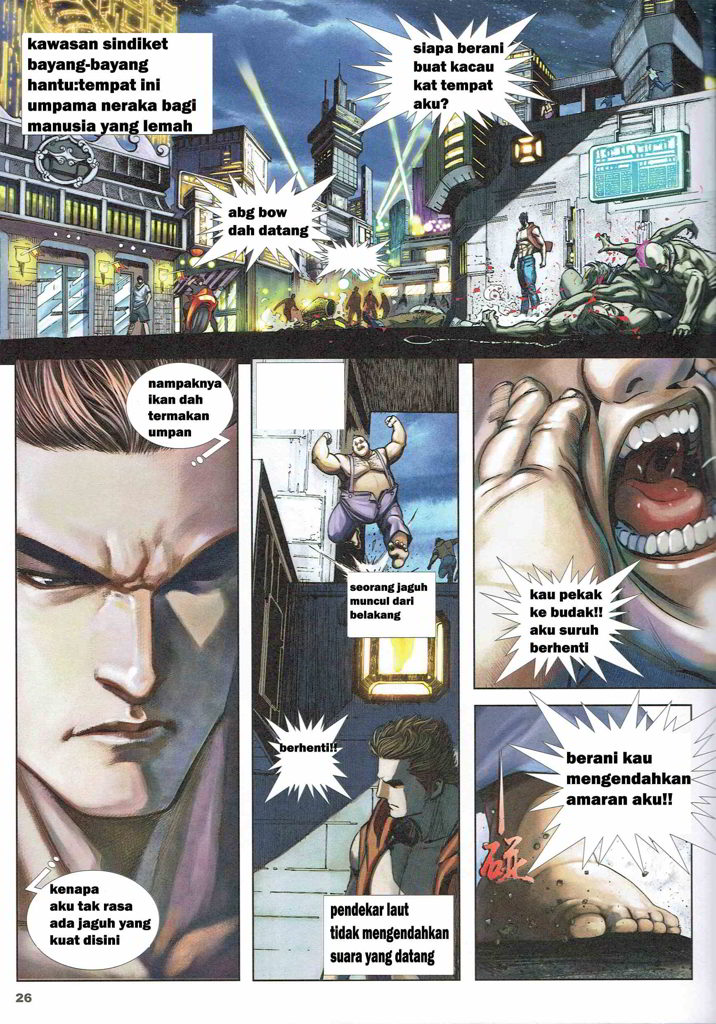 kawasan sindiket
bayang-bayang
hantu:tempat ini
umpama neraka bagi
manusia yang lemah
siapa berani
buat kacau
kat tempat
aku?
abg bow
dah datang
nampaknya
ikan dah
termakan
umpan
kenapa
aku tak rasa
ada jaguh yang
kuat disini
seorang jaguh
muncul dari
belakang
berhenti!!
pendekar laut
tidak mengendahkan
suara yang datang
kau pekak
ke budak!!
aku suruh
berhenti
berani kau
mengendahkan
amaran aku!!
碰
26